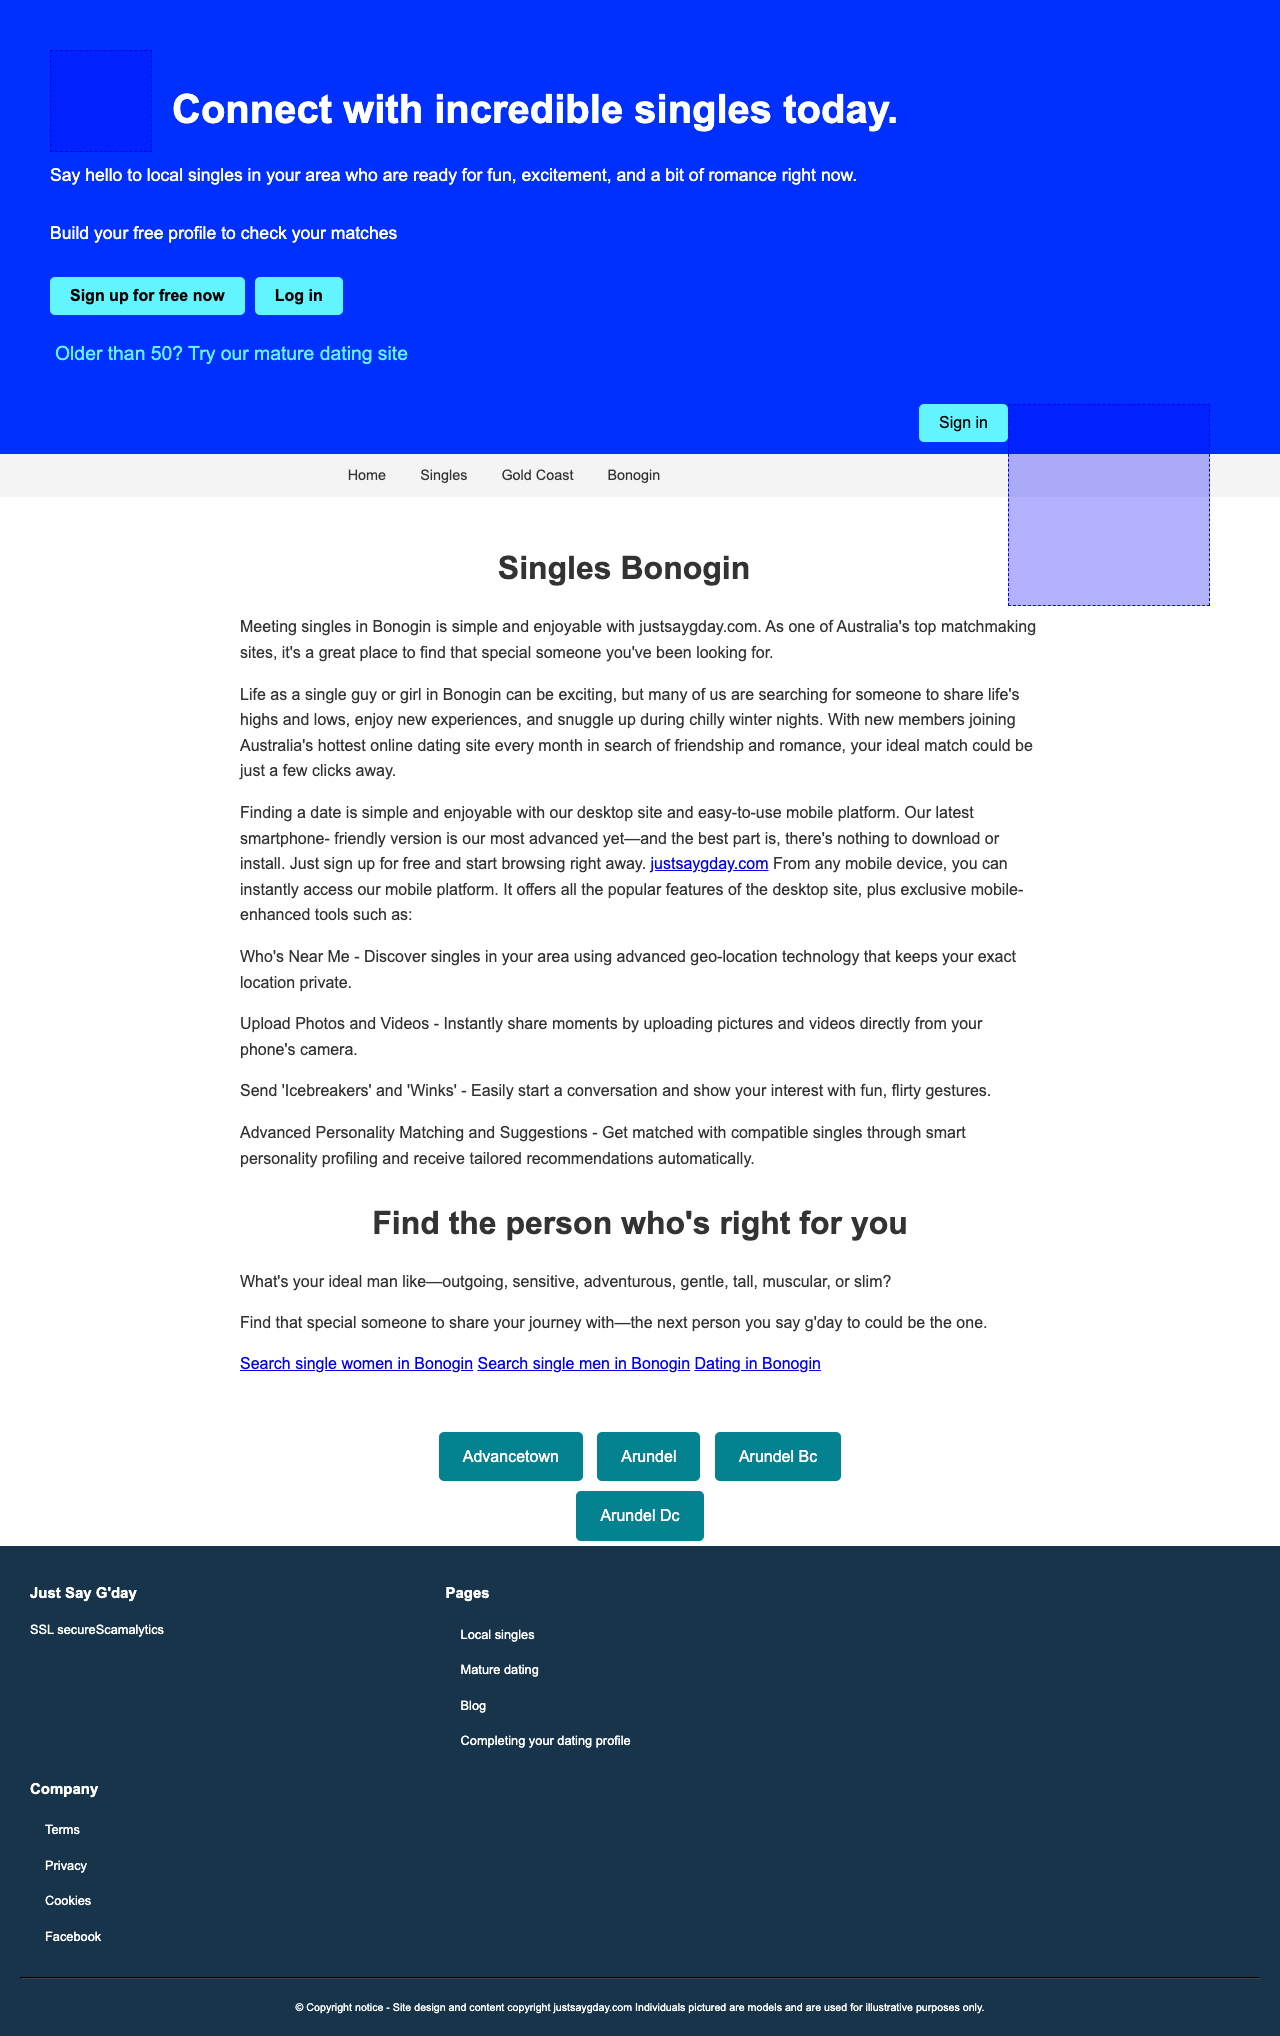 Connect with incredible singles today.
Say hello to local singles in your area who are ready for fun, excitement, and a bit of romance right now.
Build your free profile to check your matches
Sign up for free now
Log in
Older than 50? Try our mature dating site
Sign in
Home
Singles
Gold Coast
Bonogin
Singles Bonogin
Meeting singles in Bonogin is simple and enjoyable with justsaygday.com. As one of Australia's top matchmaking
sites, it's a great place to find that special someone you've been looking for.
Life as a single guy or girl in Bonogin can be exciting, but many of us are searching for someone to share life's
highs and lows, enjoy new experiences, and snuggle up during chilly winter nights. With new members joining
Australia's hottest online dating site every month in search of friendship and romance, your ideal match could be
just a few clicks away.
Finding a date is simple and enjoyable with our desktop site and easy-to-use mobile platform. Our latest
smartphone- friendly version is our most advanced yet—and the best part is, there's nothing to download or
install. Just sign up for free and start browsing right away. justsaygday.com From any mobile device, you can
instantly access our mobile platform. It offers all the popular features of the desktop site, plus exclusive mobile-
enhanced tools such as:
Who's Near Me - Discover singles in your area using advanced geo-location technology that keeps your exact
location private.
Upload Photos and Videos - Instantly share moments by uploading pictures and videos directly from your
phone's camera.
Send 'Icebreakers' and 'Winks' - Easily start a conversation and show your interest with fun, flirty gestures.
Advanced Personality Matching and Suggestions - Get matched with compatible singles through smart
personality profiling and receive tailored recommendations automatically.
Find the person who's right for you
What's your ideal man like—outgoing, sensitive, adventurous, gentle, tall, muscular, or slim?
Find that special someone to share your journey with—the next person you say g'day to could be the one.
Search single women in Bonogin Search single men in Bonogin Dating in Bonogin
Advancetown
Arundel
Arundel Bc
Arundel Dc
Just Say G'day
SSL secureScamalytics
Pages
Local singles
Mature dating
Blog
Completing your dating profile
Company
Terms
Privacy
Cookies
Facebook
© Copyright notice - Site design and content copyright justsaygday.com Individuals pictured are models and are used for illustrative purposes only.